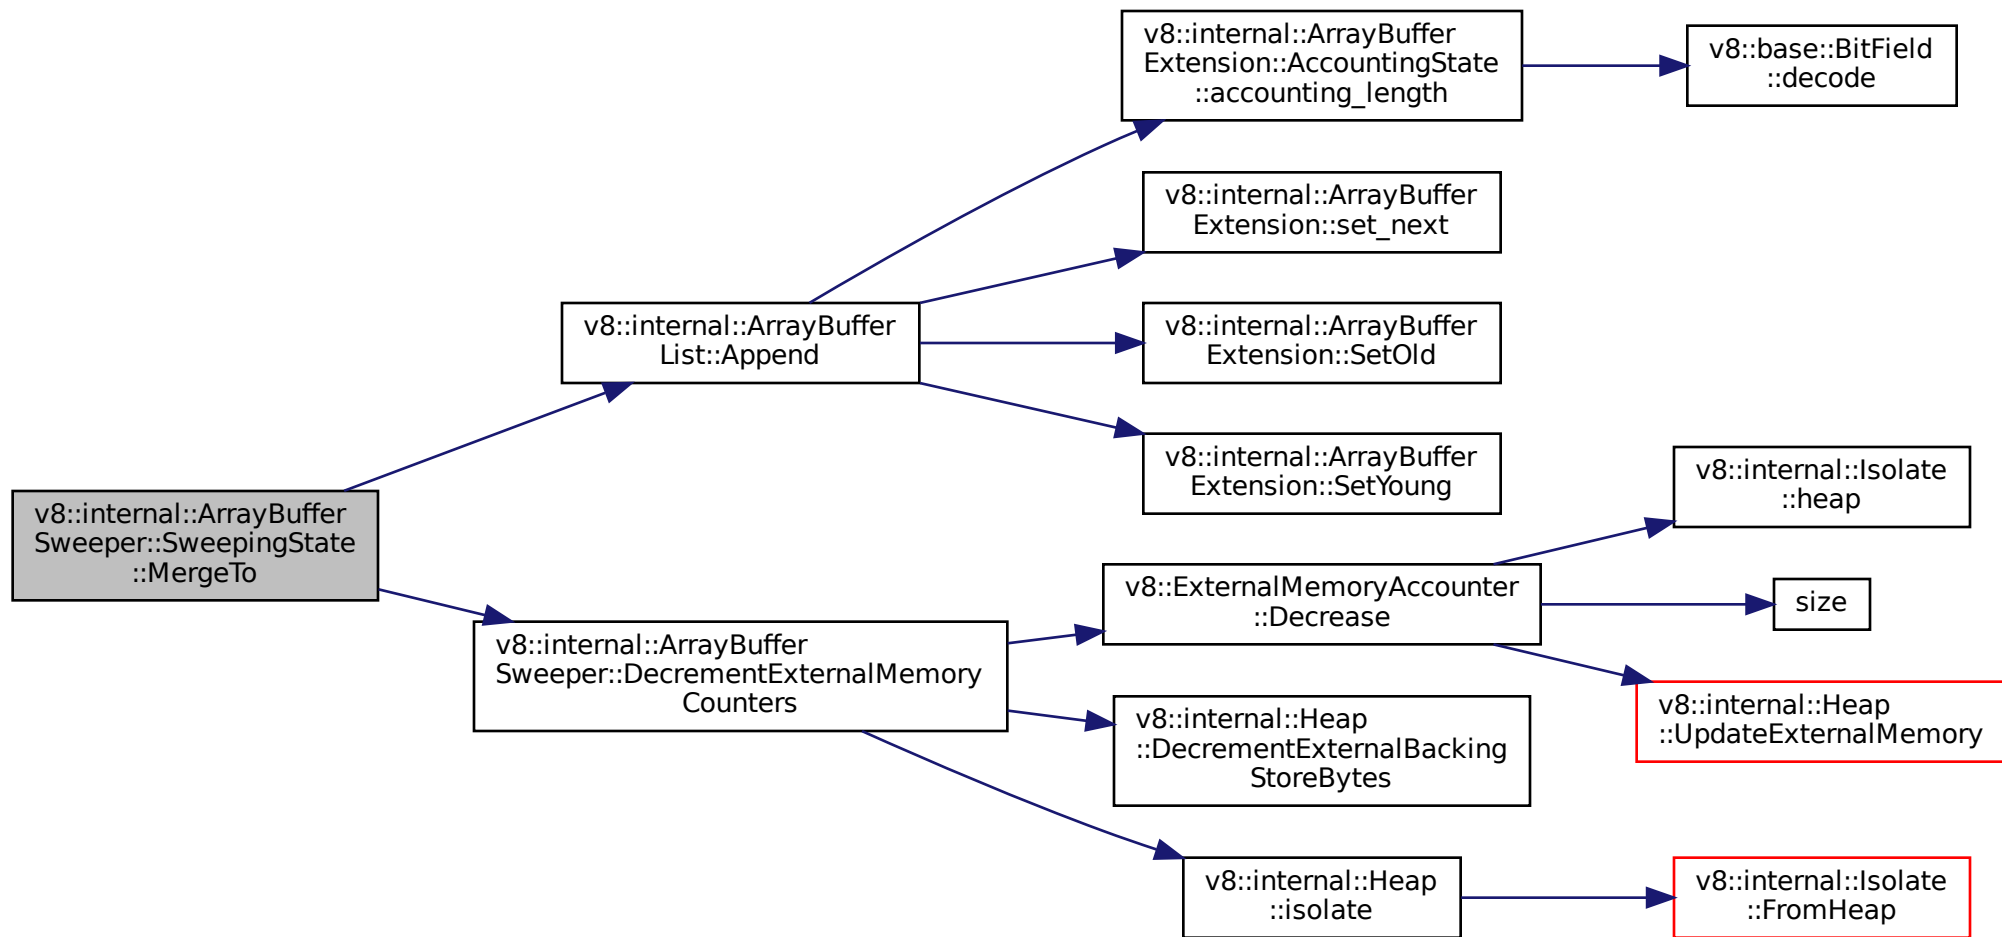 v8::internal::ArrayBuffer
Extension::AccountingState
::accounting_length
v8::base::BitField
::decode
v8::internal::ArrayBuffer
Extension::set_next
v8::internal::ArrayBuffer
List::Append
v8::internal::ArrayBuffer
Extension::SetOld
v8::internal::ArrayBuffer
Extension::SetYoung
v8::internal::Isolate
::heap
v8::internal::ArrayBuffer
Sweeper::SweepingState
::MergeTo
v8::ExternalMemoryAccounter
::Decrease
size
v8::internal::ArrayBuffer
Sweeper::DecrementExternalMemory
Counters
v8::internal::Heap
::UpdateExternalMemory
v8::internal::Heap
::DecrementExternalBacking
StoreBytes
v8::internal::Heap
::isolate
v8::internal::Isolate
::FromHeap